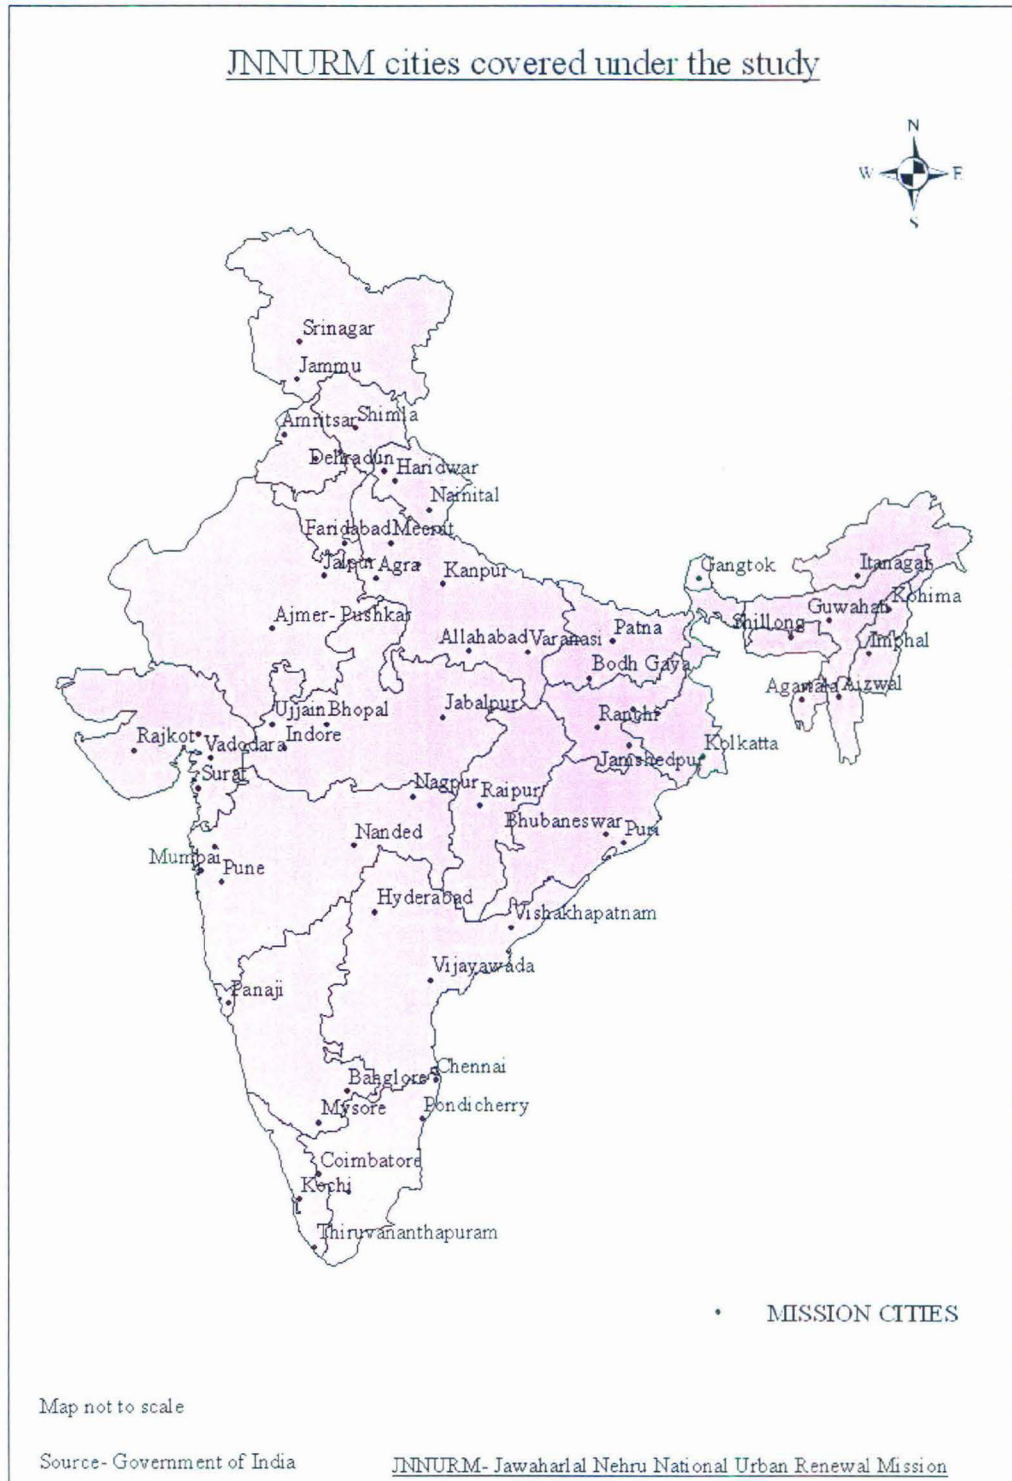 JNNURM cities covered under the study
N
W E
S
Srinagar
Jammu
Amritsar Shimla
Dehradun Haridwar
Nainital
Faridabad Meerut
Jaipur Agra Kanpur
Gangtok Itanagar
Kohima
Ajmer- Pushkar Guwahati
Shillong
Allahabad Varanasi Patna Imphal
Bodh Gaya
Agartala Aizwal
Ujjain Bhopal Jabalpur Ranchi
Rajkot Indore
Vadodara Jamshedpur Kolkatta
Surat
Nagpur Raipur
Nanded Bhubaneswar Puri
Mumbai Pune
Hyderabad Vishakhapatnam
Vijayawada
Panaji
Banglore Chennai
Mysore Pondicherry
Coimbatore
Kochi
Thiruvananthapuram
MISSION CITIES
Map not to scale
Source- Government of India JNNURM- Jawaharlal Nehru National Urban Renewal Mission